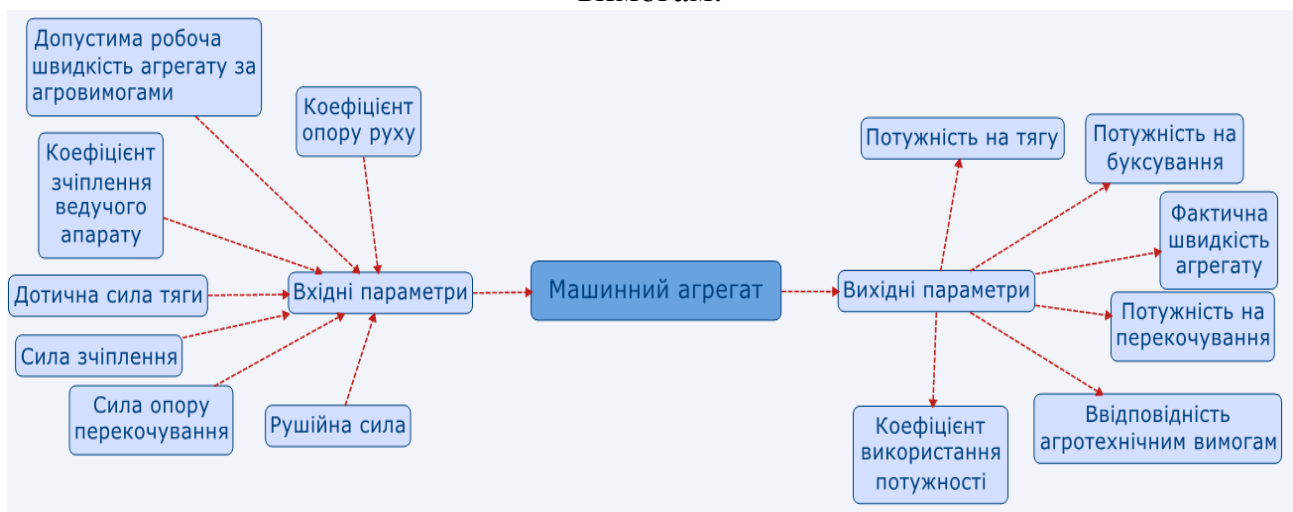 Допустима робоча
швидкість агрегату за
агровимогами
Коефіцієнт
опору руху
Коефіцієнт
зчіплення
ведучого
апарату
Дотична сила тяги
Вхідні параметри
Сила зчіплення
Сила опору
перекочування
Рушійна сила
Машинний агрегат
Вихідні параметри
Потужність на тягу
Потужність на
буксування
Фактична
швидкість
агрегату
Потужність на
перекочування
Ввідповідність
агротехнічним вимогам
Коефіцієнт
використання
потужності